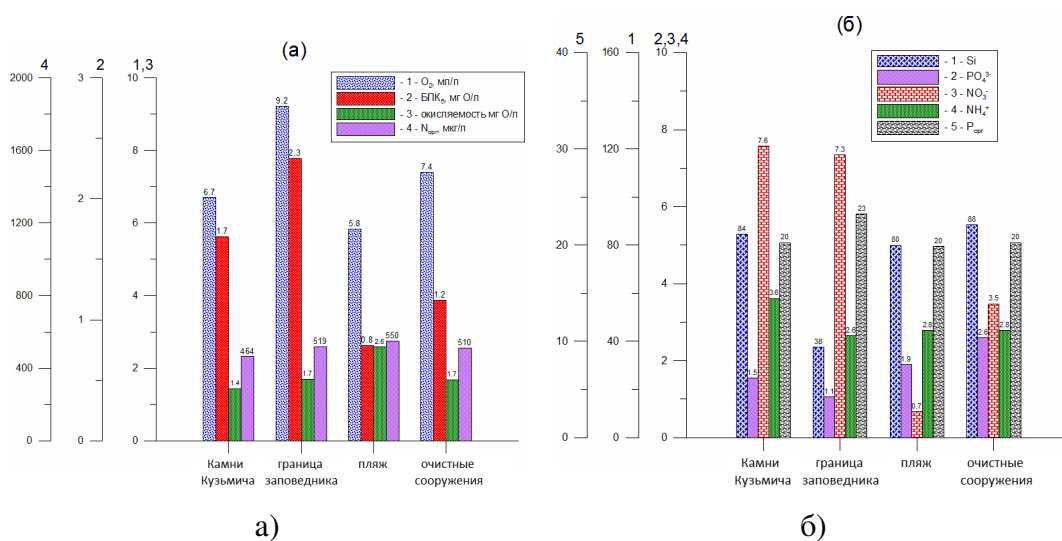 (а)
4 2 1,3
2000 3 10
- 1 - O₂, мл/л
- 2 - БПК₅, мг О/л
- 3 - окисляемость мг О/л
- 4 - Nорг, мкг/л
1600 8
2
1200 6
800 4
1
400 2
0 0 0
6.7 1.7 1.4 464
9.2 2.3 1.7 519
5.8 0.8 2.6 550
7.4 1.2 1.7 510
Камни Кузьмича
граница заповедника
пляж
очистные сооружения
а)
(б)
5 1 2,3,4
40 160 10
- 1 - Si
- 2 - PO₄³⁻
- 3 - NO₃⁻
- 4 - NH₄⁺
- 5 - Pорг
8
30 120
6
20 80
4
10 40
2
0 0 0
84 1.5 7.6 3.6 20
38 1.1 7.3 2.6 23
80 1.9 0.7 2.8 20
88 2.6 3.5 2.8 20
Камни Кузьмича
граница заповедника
пляж
очистные сооружения
б)